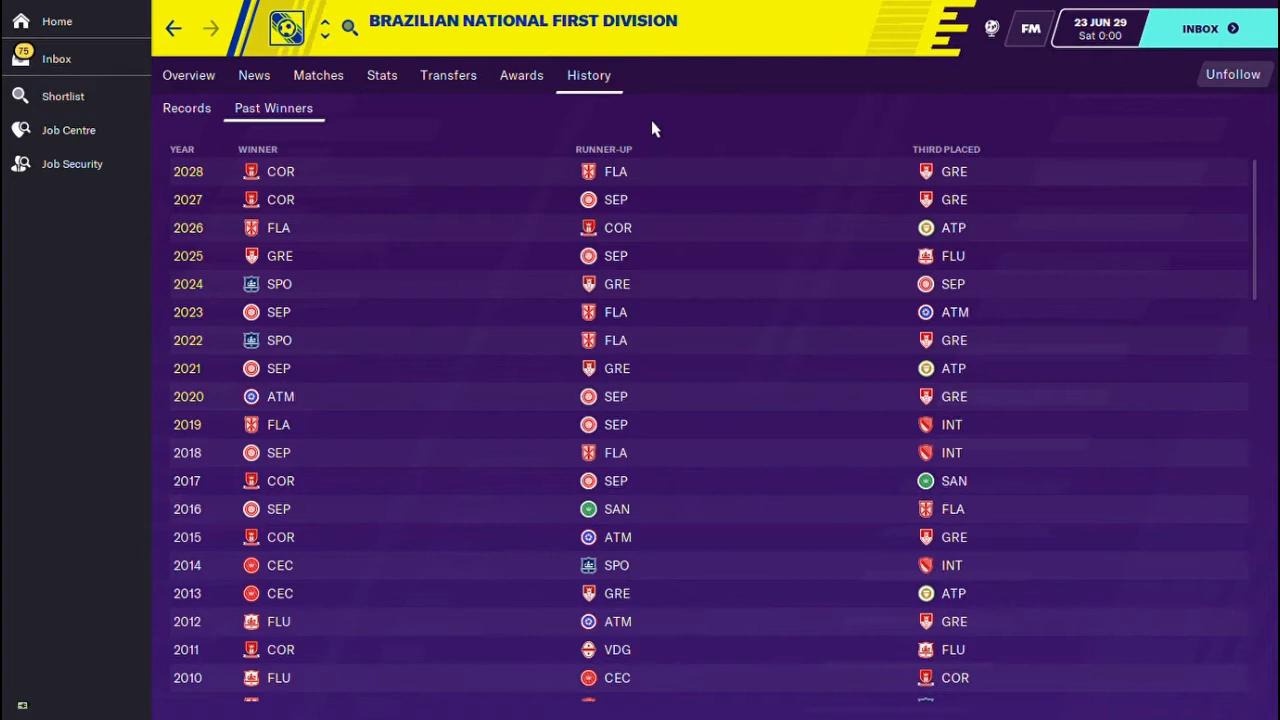 Home
75
Inbox
Shortlist
Job Centre
Job Security
BRAZILIAN NATIONAL FIRST DIVISION
FM
23 JUN 29
Sat 0:00
INBOX
Overview News Matches Stats Transfers Awards History
Unfollow
Records Past Winners
YEAR WINNER RUNNER-UP THIRD PLACED
2028 COR FLA GRE
2027 COR SEP GRE
2026 FLA COR ATP
2025 GRE SEP FLU
2024 SPO GRE SEP
2023 SEP FLA ATM
2022 SPO FLA GRE
2021 SEP GRE ATP
2020 ATM SEP GRE
2019 FLA SEP INT
2018 SEP FLA INT
2017 COR SEP SAN
2016 SEP SAN FLA
2015 COR ATM GRE
2014 CEC SPO INT
2013 CEC GRE ATP
2012 FLU ATM GRE
2011 COR VDG FLU
2010 FLU CEC COR